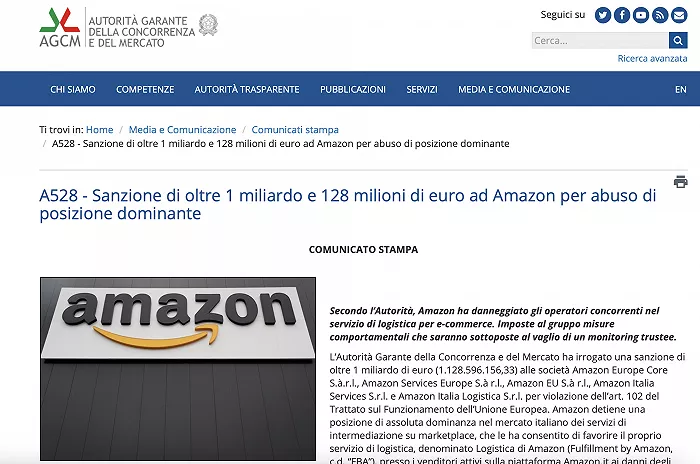 AGCM
AUTORITÀ GARANTE
DELLA CONCORRENZA
E DEL MERCATO
Seguici su
Cerca...
Ricerca avanzata
CHI SIAMO COMPETENZE AUTORITÀ TRASPARENTE PUBBLICAZIONI SERVIZI MEDIA E COMUNICAZIONE EN
Ti trovi in: Home / Media e Comunicazione / Comunicati stampa
/ A528 - Sanzione di oltre 1 miliardo e 128 milioni di euro ad Amazon per abuso di posizione dominante
A528 - Sanzione di oltre 1 miliardo e 128 milioni di euro ad Amazon per abuso di
posizione dominante
COMUNICATO STAMPA
amazon
Secondo l'Autorità, Amazon ha danneggiato gli operatori concorrenti nel
servizio di logistica per e-commerce. Imposte al gruppo misure
comportamentali che saranno sottoposte al vaglio di un monitoring trustee.
L'Autorità Garante della Concorrenza e del Mercato ha irrogato una sanzione di
oltre 1 miliardo di euro (1.128.596.156,33) alle società Amazon Europe Core
S.à.r.l., Amazon Services Europe S.à r.l., Amazon EU S.à r.l., Amazon Italia
Services S.r.l. e Amazon Italia Logistica S.r.l. per violazione dell'art. 102 del
Trattato sul Funzionamento dell'Unione Europea. Amazon detiene una
posizione di assoluta dominanza nel mercato italiano dei servizi di
intermediazione su marketplace, che le ha consentito di favorire il proprio
servizio di logistica, denominato Logistica di Amazon (Fulfillment by Amazon,
c.d. "FBA"), presso i venditori attivi sulla piattaforma Amazon.it ai danni degli